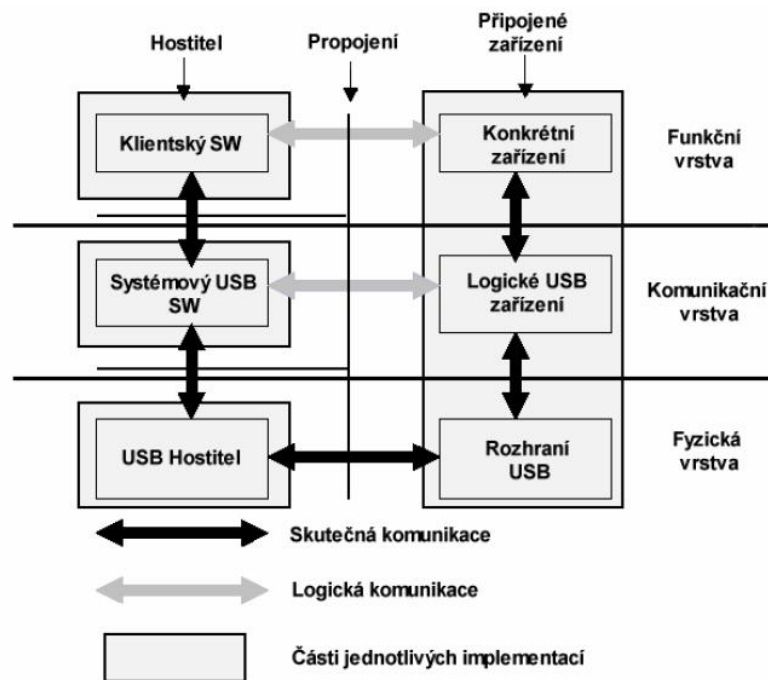 Hostitel
Propojení
Připojené
zařízení
Klientský SW
Konkrétní
zařízení
Funkční
vrstva
Systémový USB
SW
Logické USB
zařízení
Komunikační
vrstva
USB Hostitel
Rozhraní
USB
Fyzická
vrstva
Skutečná komunikace
Logická komunikace
Části jednotlivých implementací